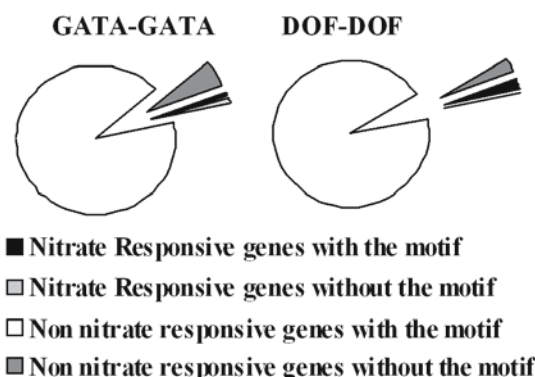 GATA-GATA DOF-DOF
Nitrate Responsive genes with the motif
Nitrate Responsive genes without the motif
Non nitrate responsive genes with the motif
Non nitrate responsive genes without the motif